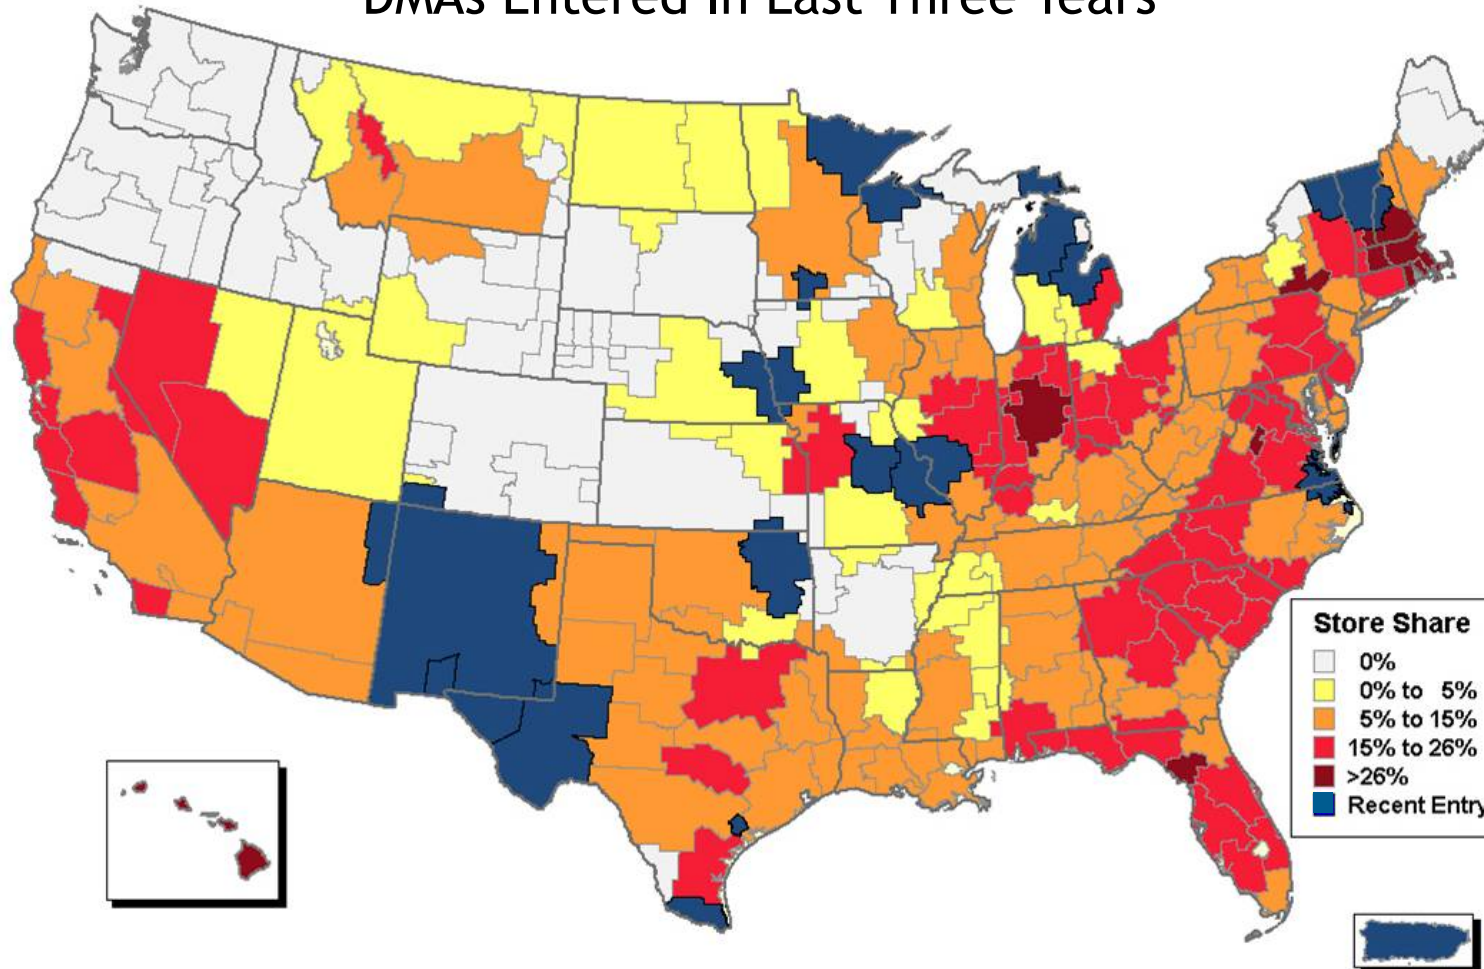 DMAs Entered in Last Three Years
Store Share
0%
0% to 5%
5% to 15%
15% to 26%
>26%
Recent Entry